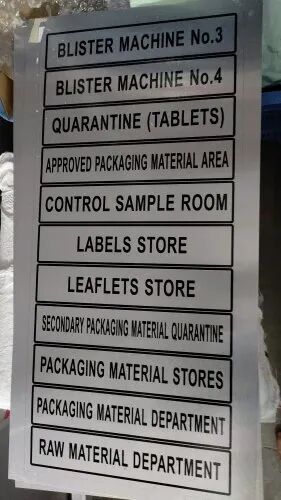 BLISTER MACHINE No.3
BLISTER MACHINE No.4
QUARANTINE (TABLETS)
APPROVED PACKAGING MATERIAL AREA
CONTROL SAMPLE ROOM
LABELS STORE
LEAFLETS STORE
SECONDARY PACKAGING MATERIAL QUARANTINE
PACKAGING MATERIAL STORES
PACKAGING MATERIAL DEPARTMENT
RAW MATERIAL DEPARTMENT